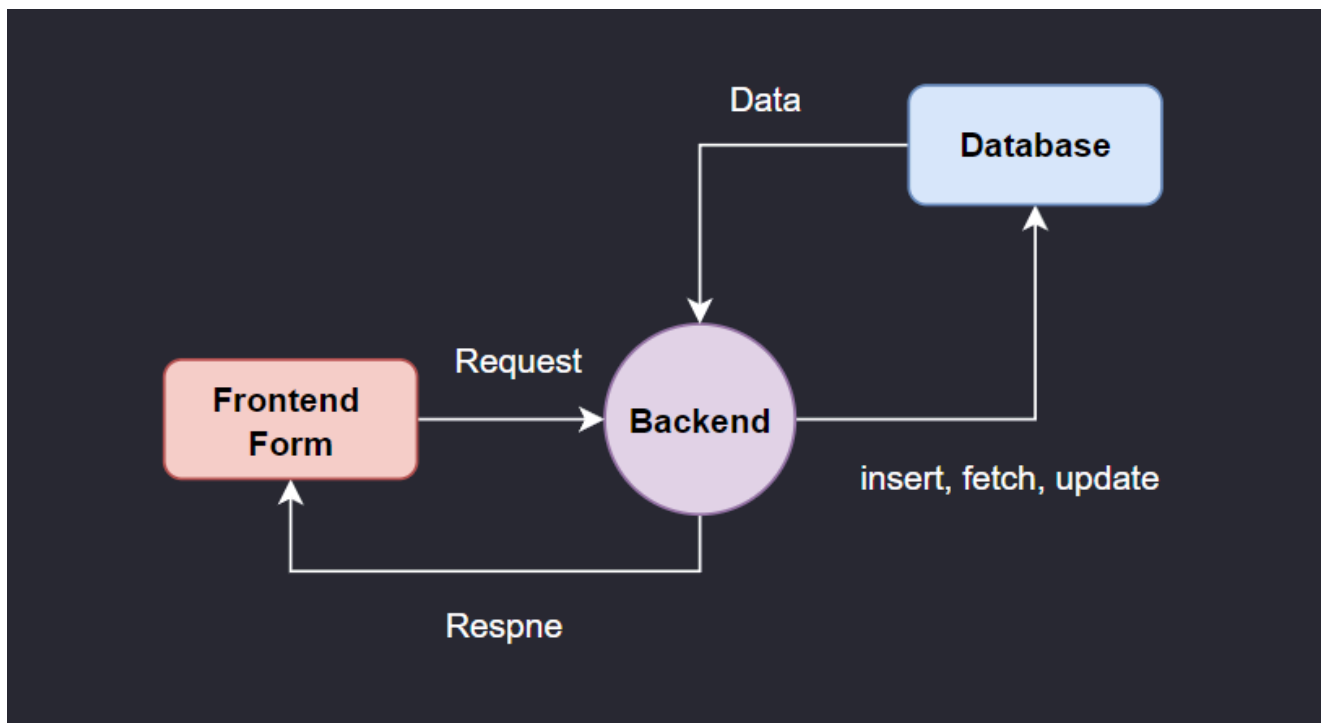 Data
Database
Request
Frontend
Form
Backend
insert, fetch, update
Respne